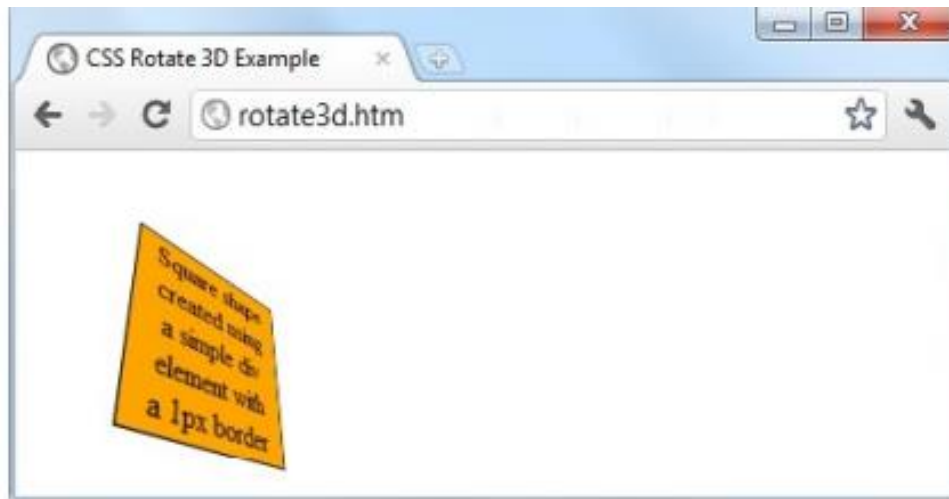 CSS Rotate 3D Example
rotate3d.htm
Square shape
created using
a simple div
element with
a 1px border